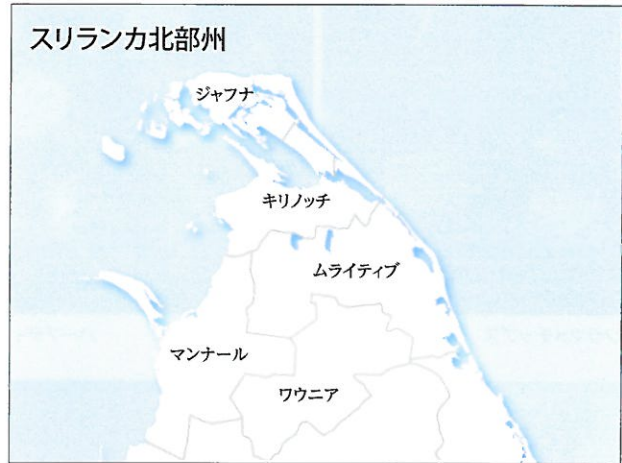 スリランカ北部州
ジャフナ
キリノッチ
ムライティブ
マンナール
ワウニア